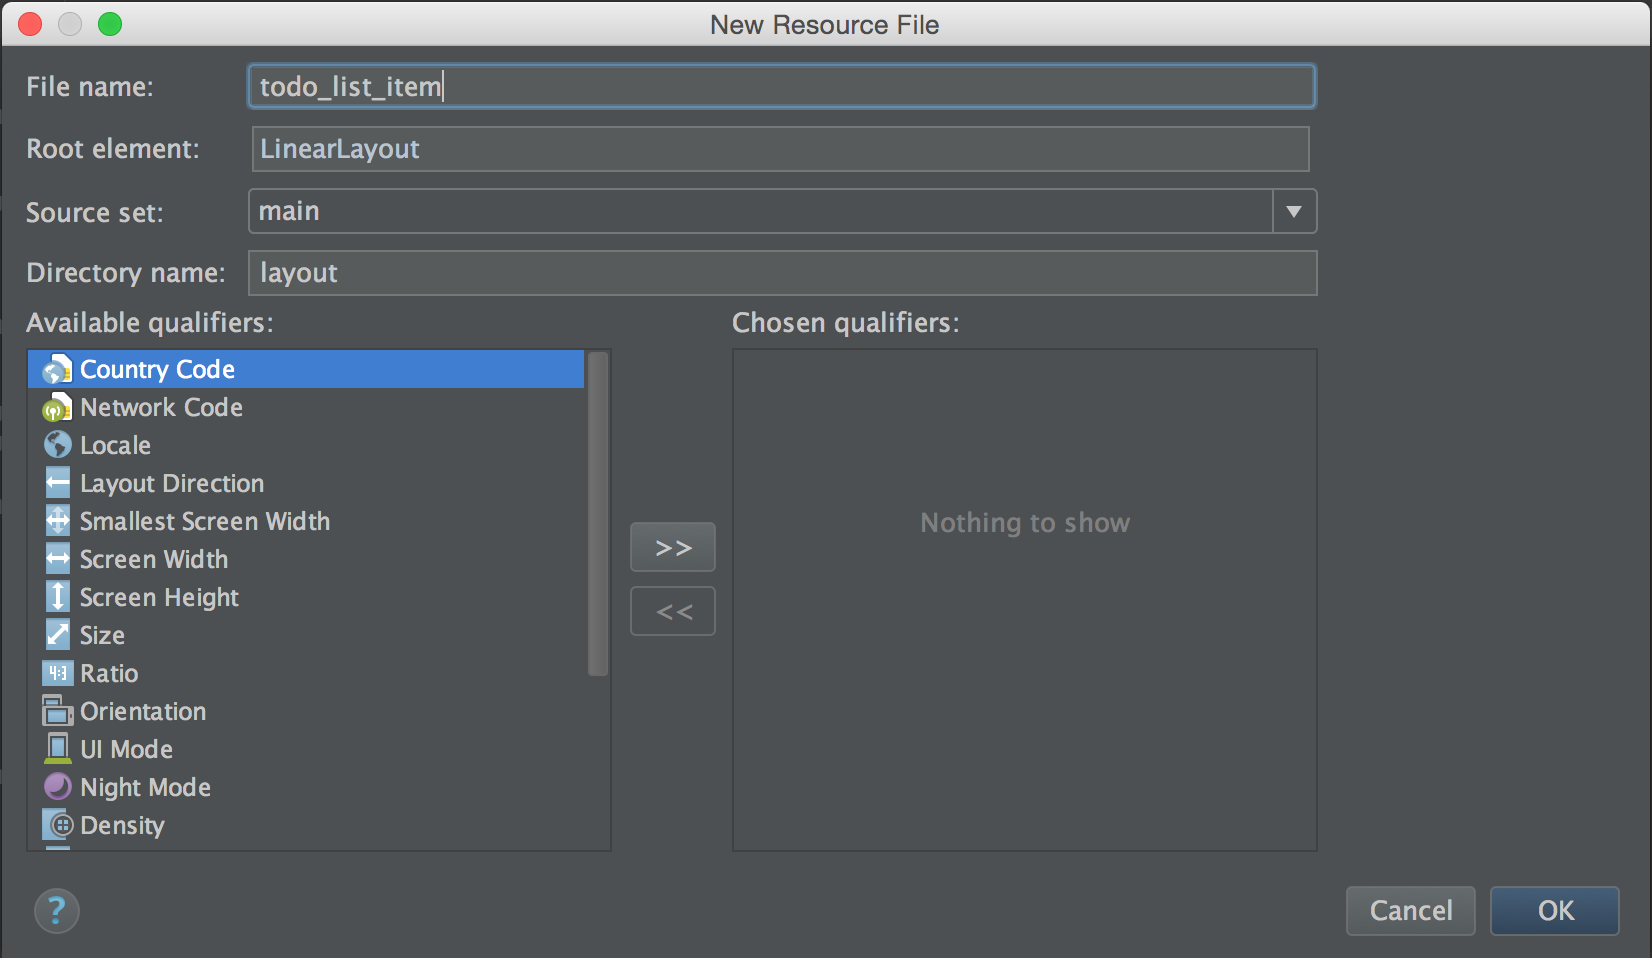 New Resource File
File name: todo_list_item
Root element: LinearLayout
Source set: main
Directory name: layout
Available qualifiers:
Country Code
Network Code
Locale
Layout Direction
Smallest Screen Width
Screen Width
Screen Height
Size
4:3 Ratio
Orientation
UI Mode
Night Mode
Density
>>
<<
Chosen qualifiers:
Nothing to show
?
Cancel
OK